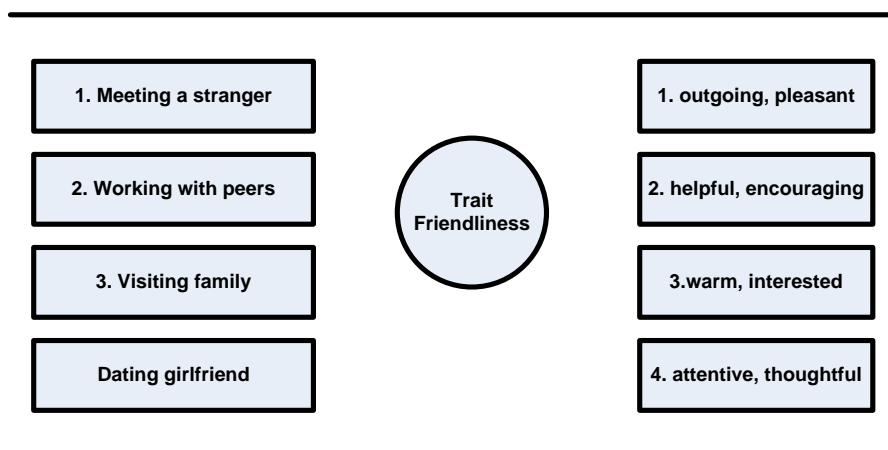 1. Meeting a stranger
2. Working with peers
3. Visiting family
Dating girlfriend
Trait
Friendliness
1. outgoing, pleasant
2. helpful, encouraging
3.warm, interested
4. attentive, thoughtful